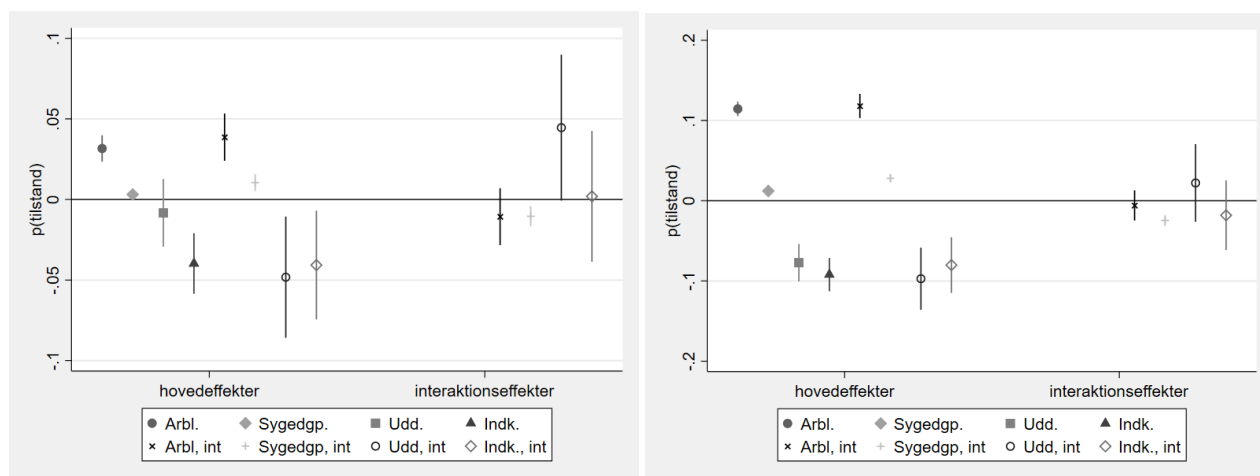 .1
.05
0
-.05
-.1
p(tilstand)
hovedeffekter
interaktionseffekter
Arbl.
Sygedgp.
Udd.
Indk.
Arbl, int
Sygedgp, int
Udd, int
Indk., int
.2
.1
0
-.1
-.2
p(tilstand)
hovedeffekter
interaktionseffekter
Arbl.
Sygedgp.
Udd.
Indk.
Arbl, int
Sygedgp, int
Udd, int
Indk., int